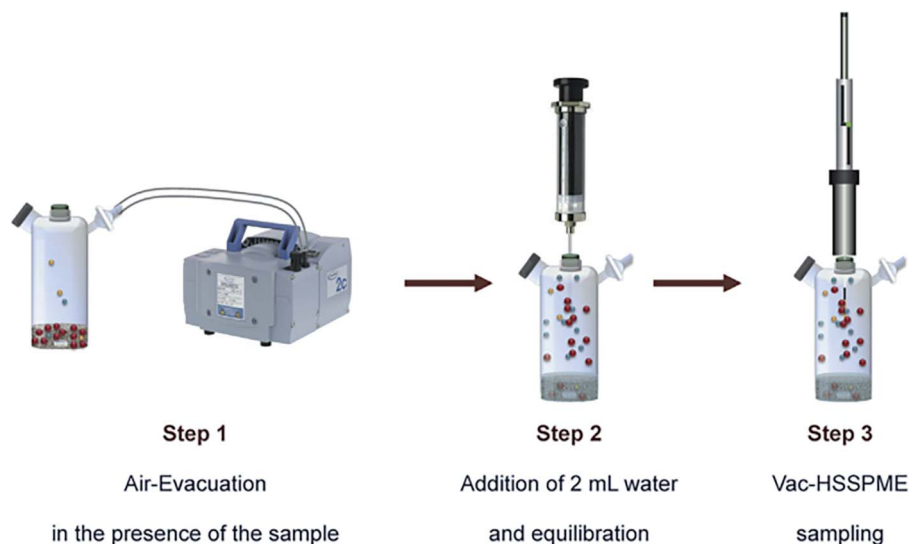 2c
Step 1
Air-Evacuation
in the presence of the sample
Step 2
Addition of 2 mL water
and equilibration
Step 3
Vac-HSSPME
sampling